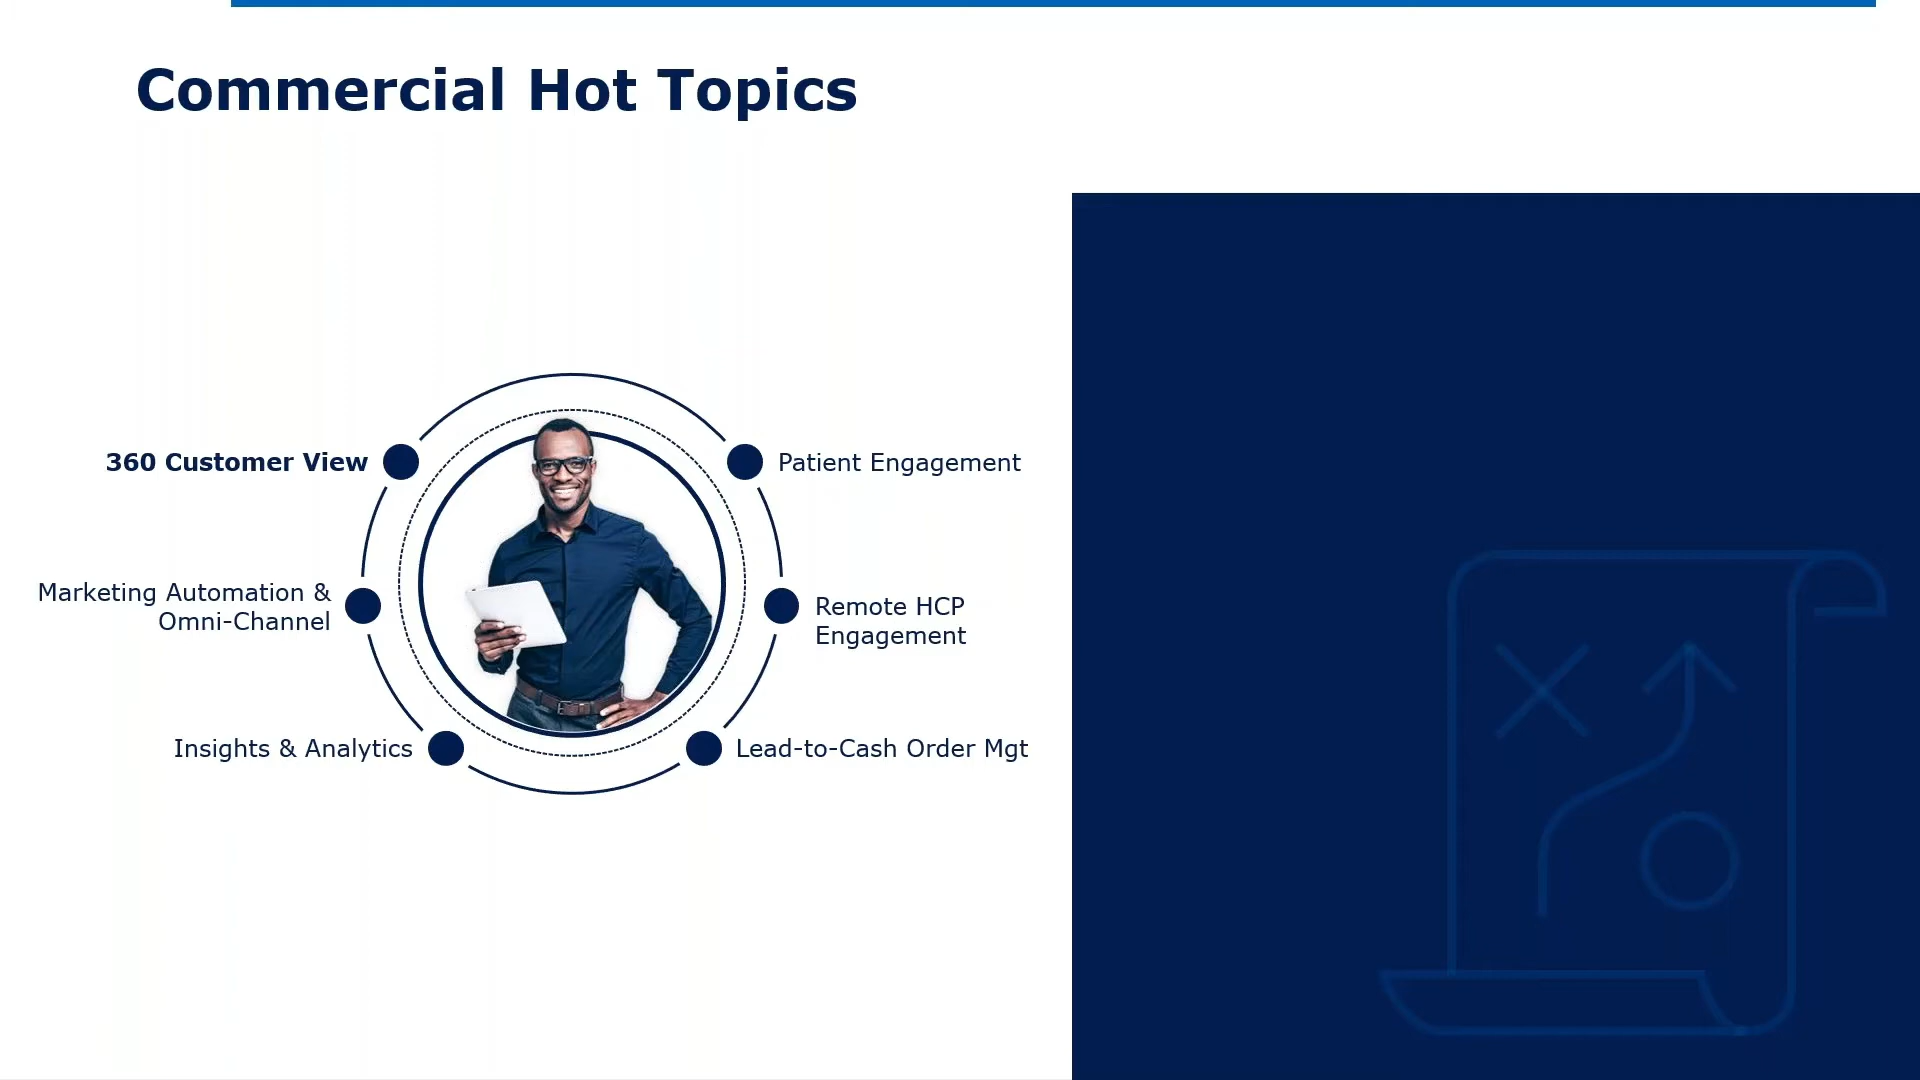 Commercial Hot Topics
360 Customer View
Patient Engagement
Marketing Automation &
Omni-Channel
Remote HCP
Engagement
Insights & Analytics
Lead-to-Cash Order Mgt